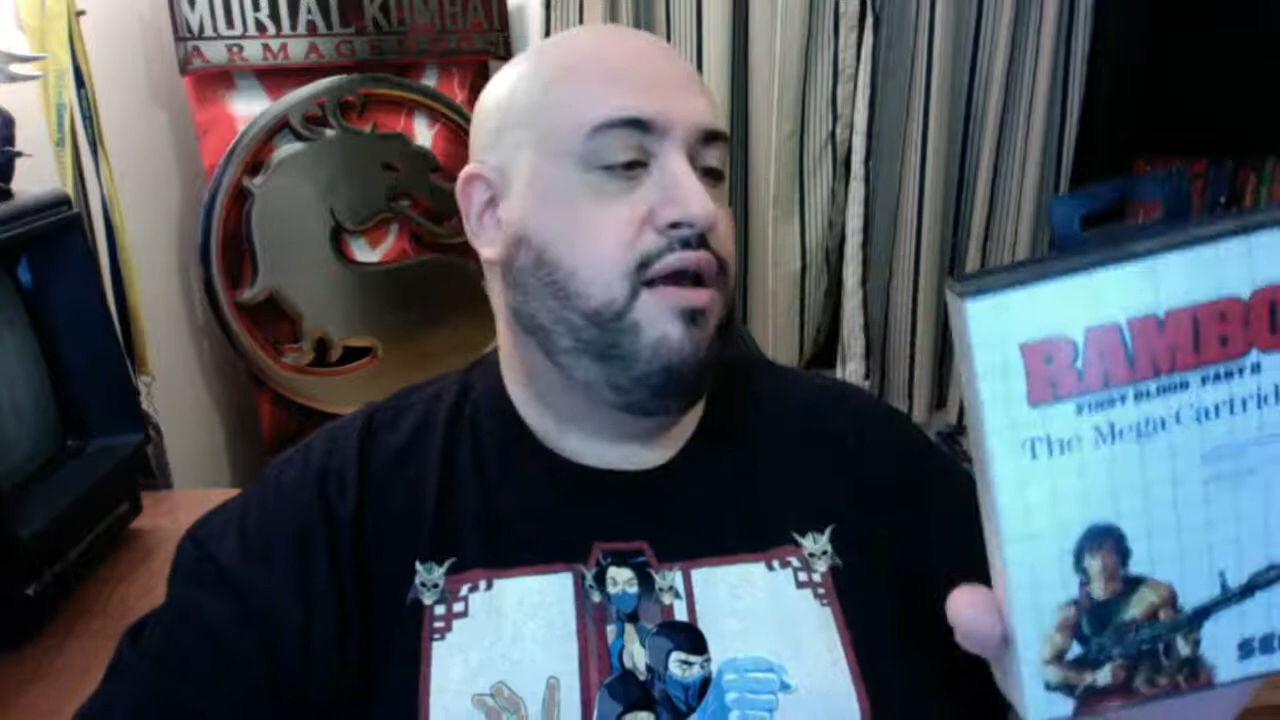 MORTAL KOMBAT
ARMAGEDDON
RAMBO
FIRST BLOOD PART II
The Mega Cartrid
SE